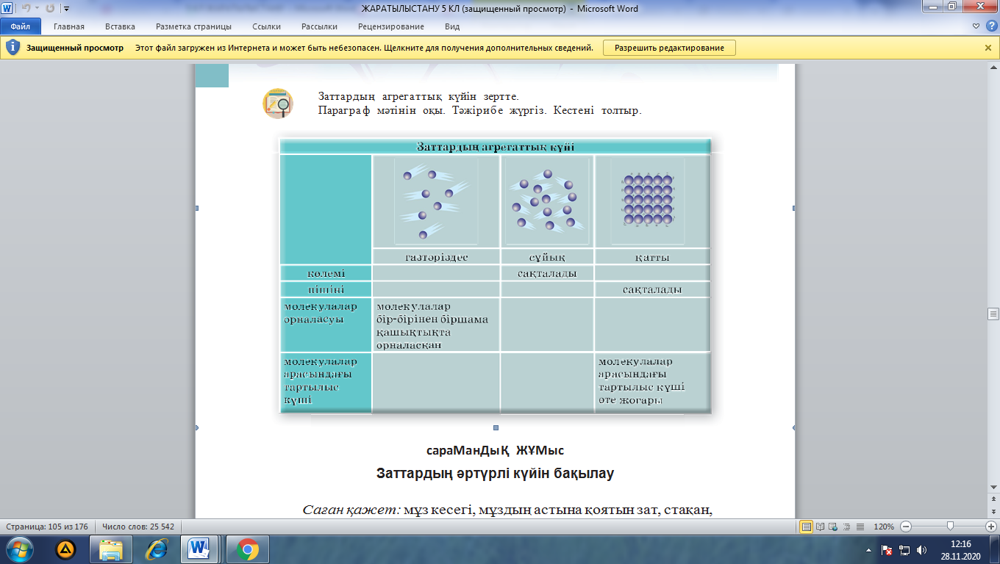 ЖАРАТЫЛЫСТАНУ 5 КЛ (защищенный просмотр) - Microsoft Word
Файл Главная Вставка Разметка страницы Ссылки Рассылки Рецензирование Вид
Защищенный просмотр Этот файл загружен из Интернета и может быть небезопасен. Щелкните для получения дополнительных сведений. Разрешить редактирование
Заттардың агрегаттық күйін зертте.
Параграф мәтінін оқы. Тәжірибе жүргіз. Кестені толтыр.
Заттардың агрегаттық күйі
газтәріздес сұйық қатты
көлемі сақталады
пішіні сақталады
молекулалар
орналасуы
молекулалар
бір-бірінен біршама
қашықтықта
орналасқан
молекулалар
арасындағы
тартылыс
күші
молекулалар
арасындағы
тартылыс күші
өте жоғары
сараМанДыҚ ЖҰМыс
Заттардың әртүрлі күйін бақылау
Саған қажет: мұз кесегі, мұздың астына қоятын зат, стақан,
Страница: 105 из 176 Число слов: 25 542 120%
12:16
28.11.2020